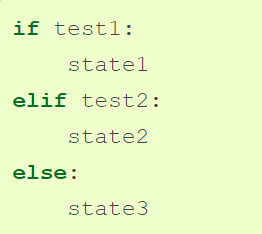 if test1:
    state1
elif test2:
    state2
else:
    state3